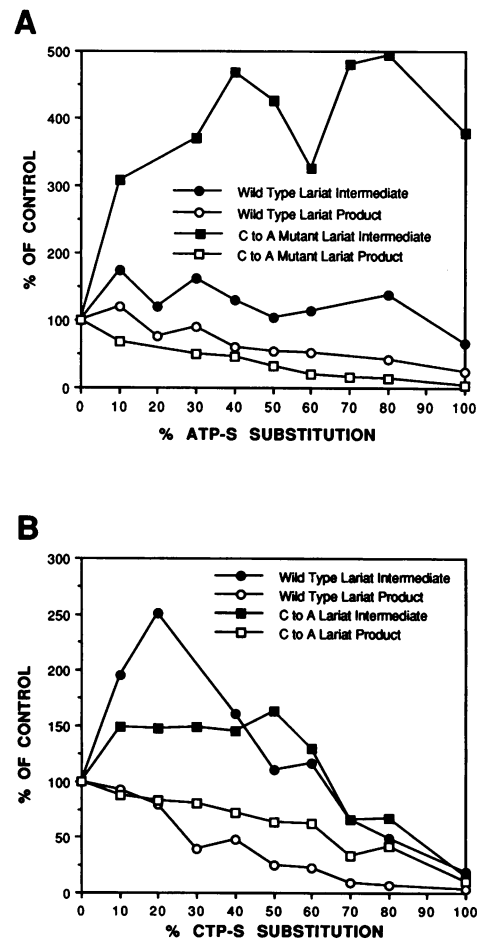 A
500
400
300
200
100
0
% OF CONTROL
Wild Type Lariat Intermediate
Wild Type Lariat Product
C to A Mutant Lariat Intermediate
C to A Mutant Lariat Product
0 10 20 30 40 50 60 70 80 90 100
% ATP-S SUBSTITUTION
B
300
250
200
150
100
50
0
% OF CONTROL
Wild Type Lariat Intermediate
Wild Type Lariat Product
C to A Lariat Intermediate
C to A Lariat Product
0 10 20 30 40 50 60 70 80 90 100
% CTP-S SUBSTITUTION